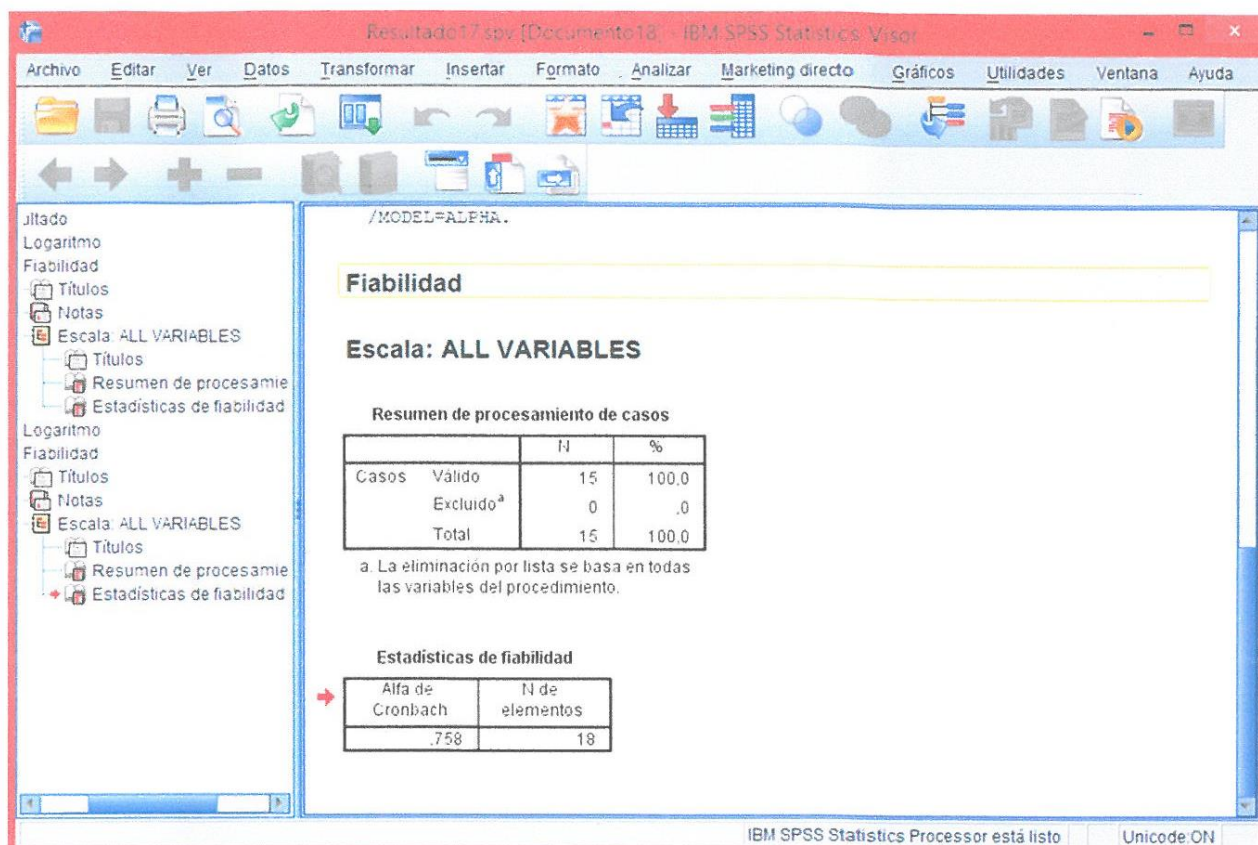 Resultado17.spv [Documento18] - IBM SPSS Statistics Visor
Archivo Editar Ver Datos Transformar Insertar Formato Analizar Marketing directo Gráficos Utilidades Ventana Ayuda
ultado
Logaritmo
Fiabilidad
Títulos
Notas
Escala: ALL VARIABLES
Títulos
Resumen de procesamie
Estadísticas de fiabilidad
Logaritmo
Fiabilidad
Títulos
Notas
Escala: ALL VARIABLES
Títulos
Resumen de procesamie
Estadísticas de fiabilidad
/MODEL=ALPHA.
Fiabilidad
Escala: ALL VARIABLES
Resumen de procesamiento de casos
N %
Casos Válido 15 100,0
Excluido a 0 ,0
Total 15 100,0
a. La eliminación por lista se basa en todas
las variables del procedimiento.
Estadísticas de fiabilidad
Alfa de N de
Cronbach elementos
,758 18
IBM SPSS Statistics Processor está listo Unicode:ON